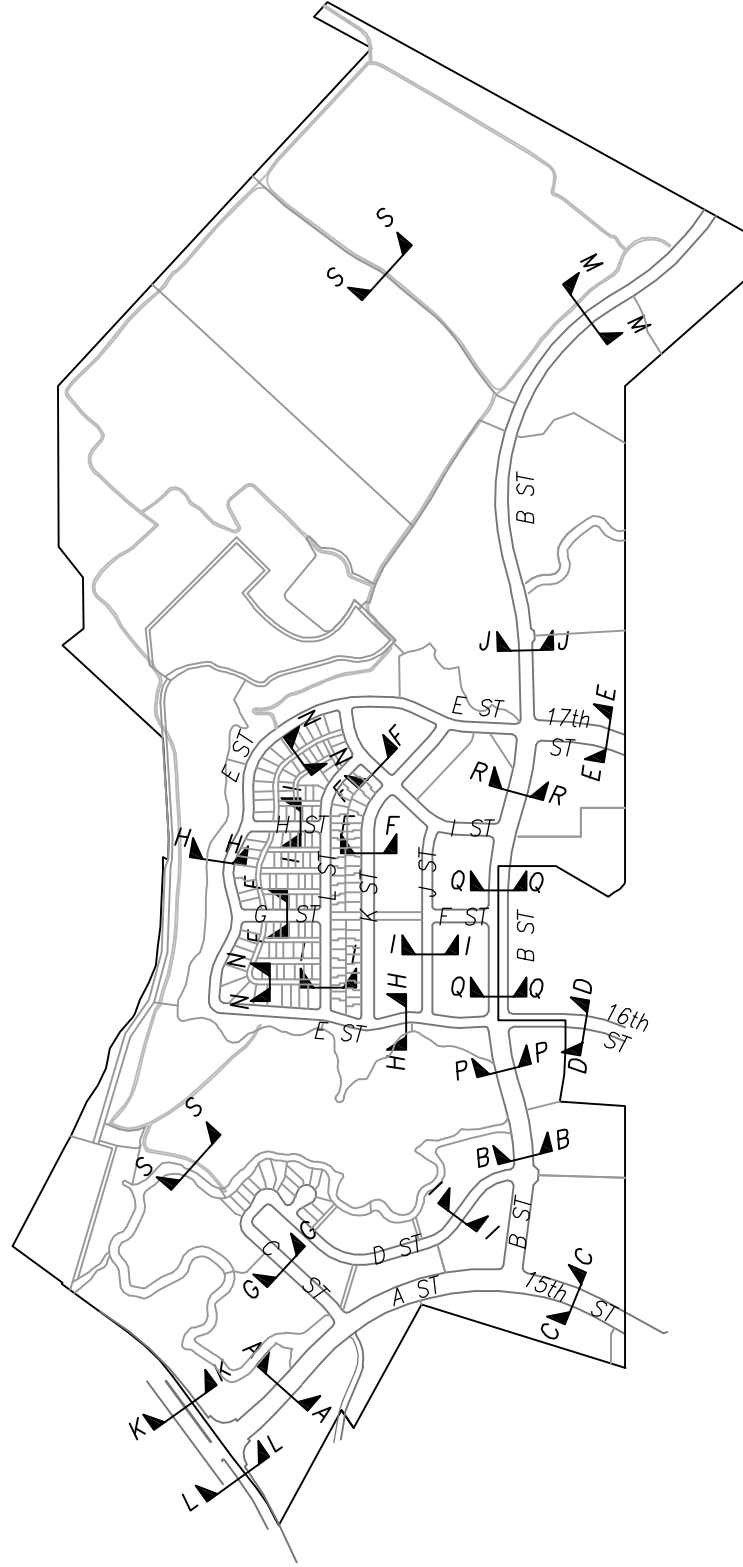 S
S
M
M
B ST
J
J
E
E ST
17th
ST
E
N
N
E ST
F
F
R
R
I
H ST
I
F
F
I ST
H
H
L ST
K ST
J ST
F
Q
Q
G ST
F ST
B ST
F
I
I
N
N
I
I
H
Q
Q
D
16th
ST
E ST
H
D
P
P
S
S
B
B
I
I
G
C
D ST
B ST
C
G
ST
A ST
15th
ST
C
A
K
A
K
L
L